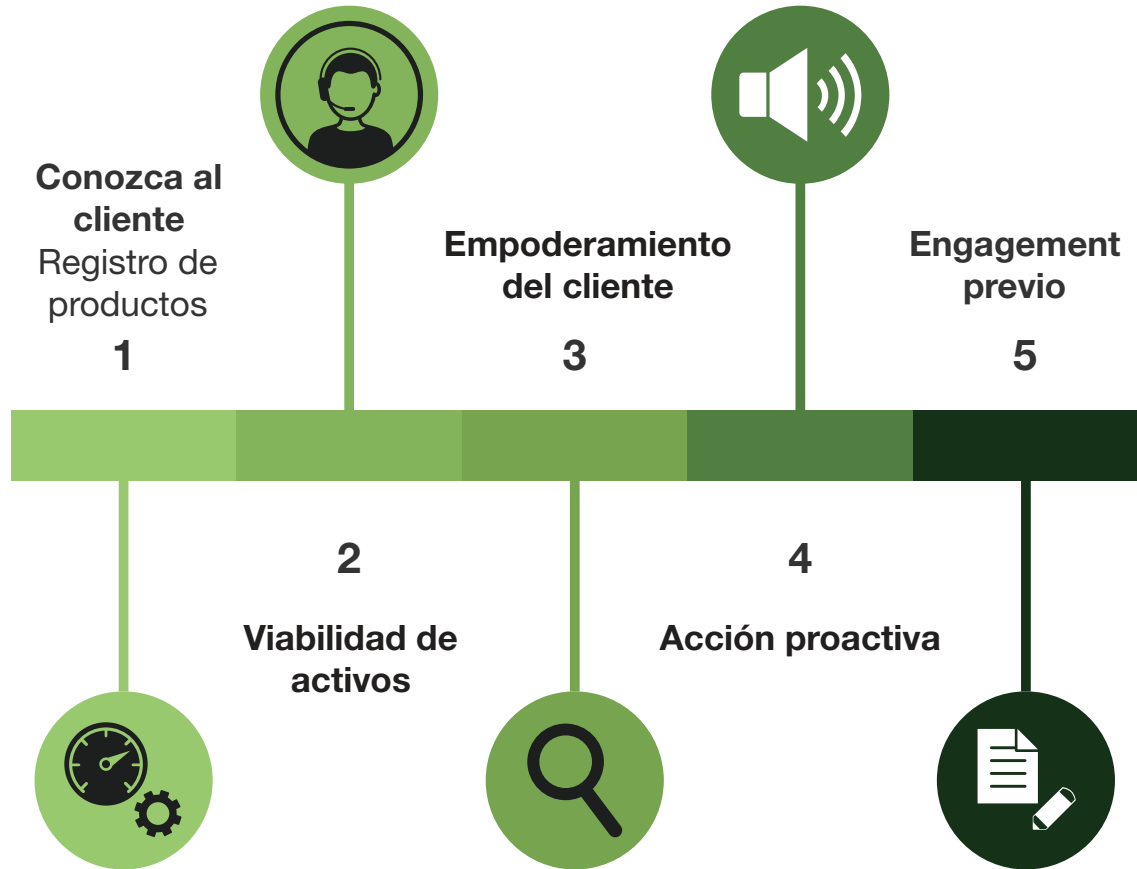 Conozca al
cliente
Registro de
productos
1
2
Viabilidad de
activos
Empoderamiento
del cliente
3
4
Acción proactiva
Engagement
previo
5